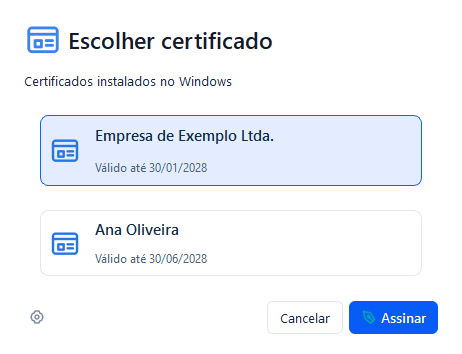 Escolher certificado
Certificados instalados no Windows
Empresa de Exemplo Ltda.
Válido até 30/01/2028
Ana Oliveira
Válido até 30/06/2028
Cancelar
Assinar